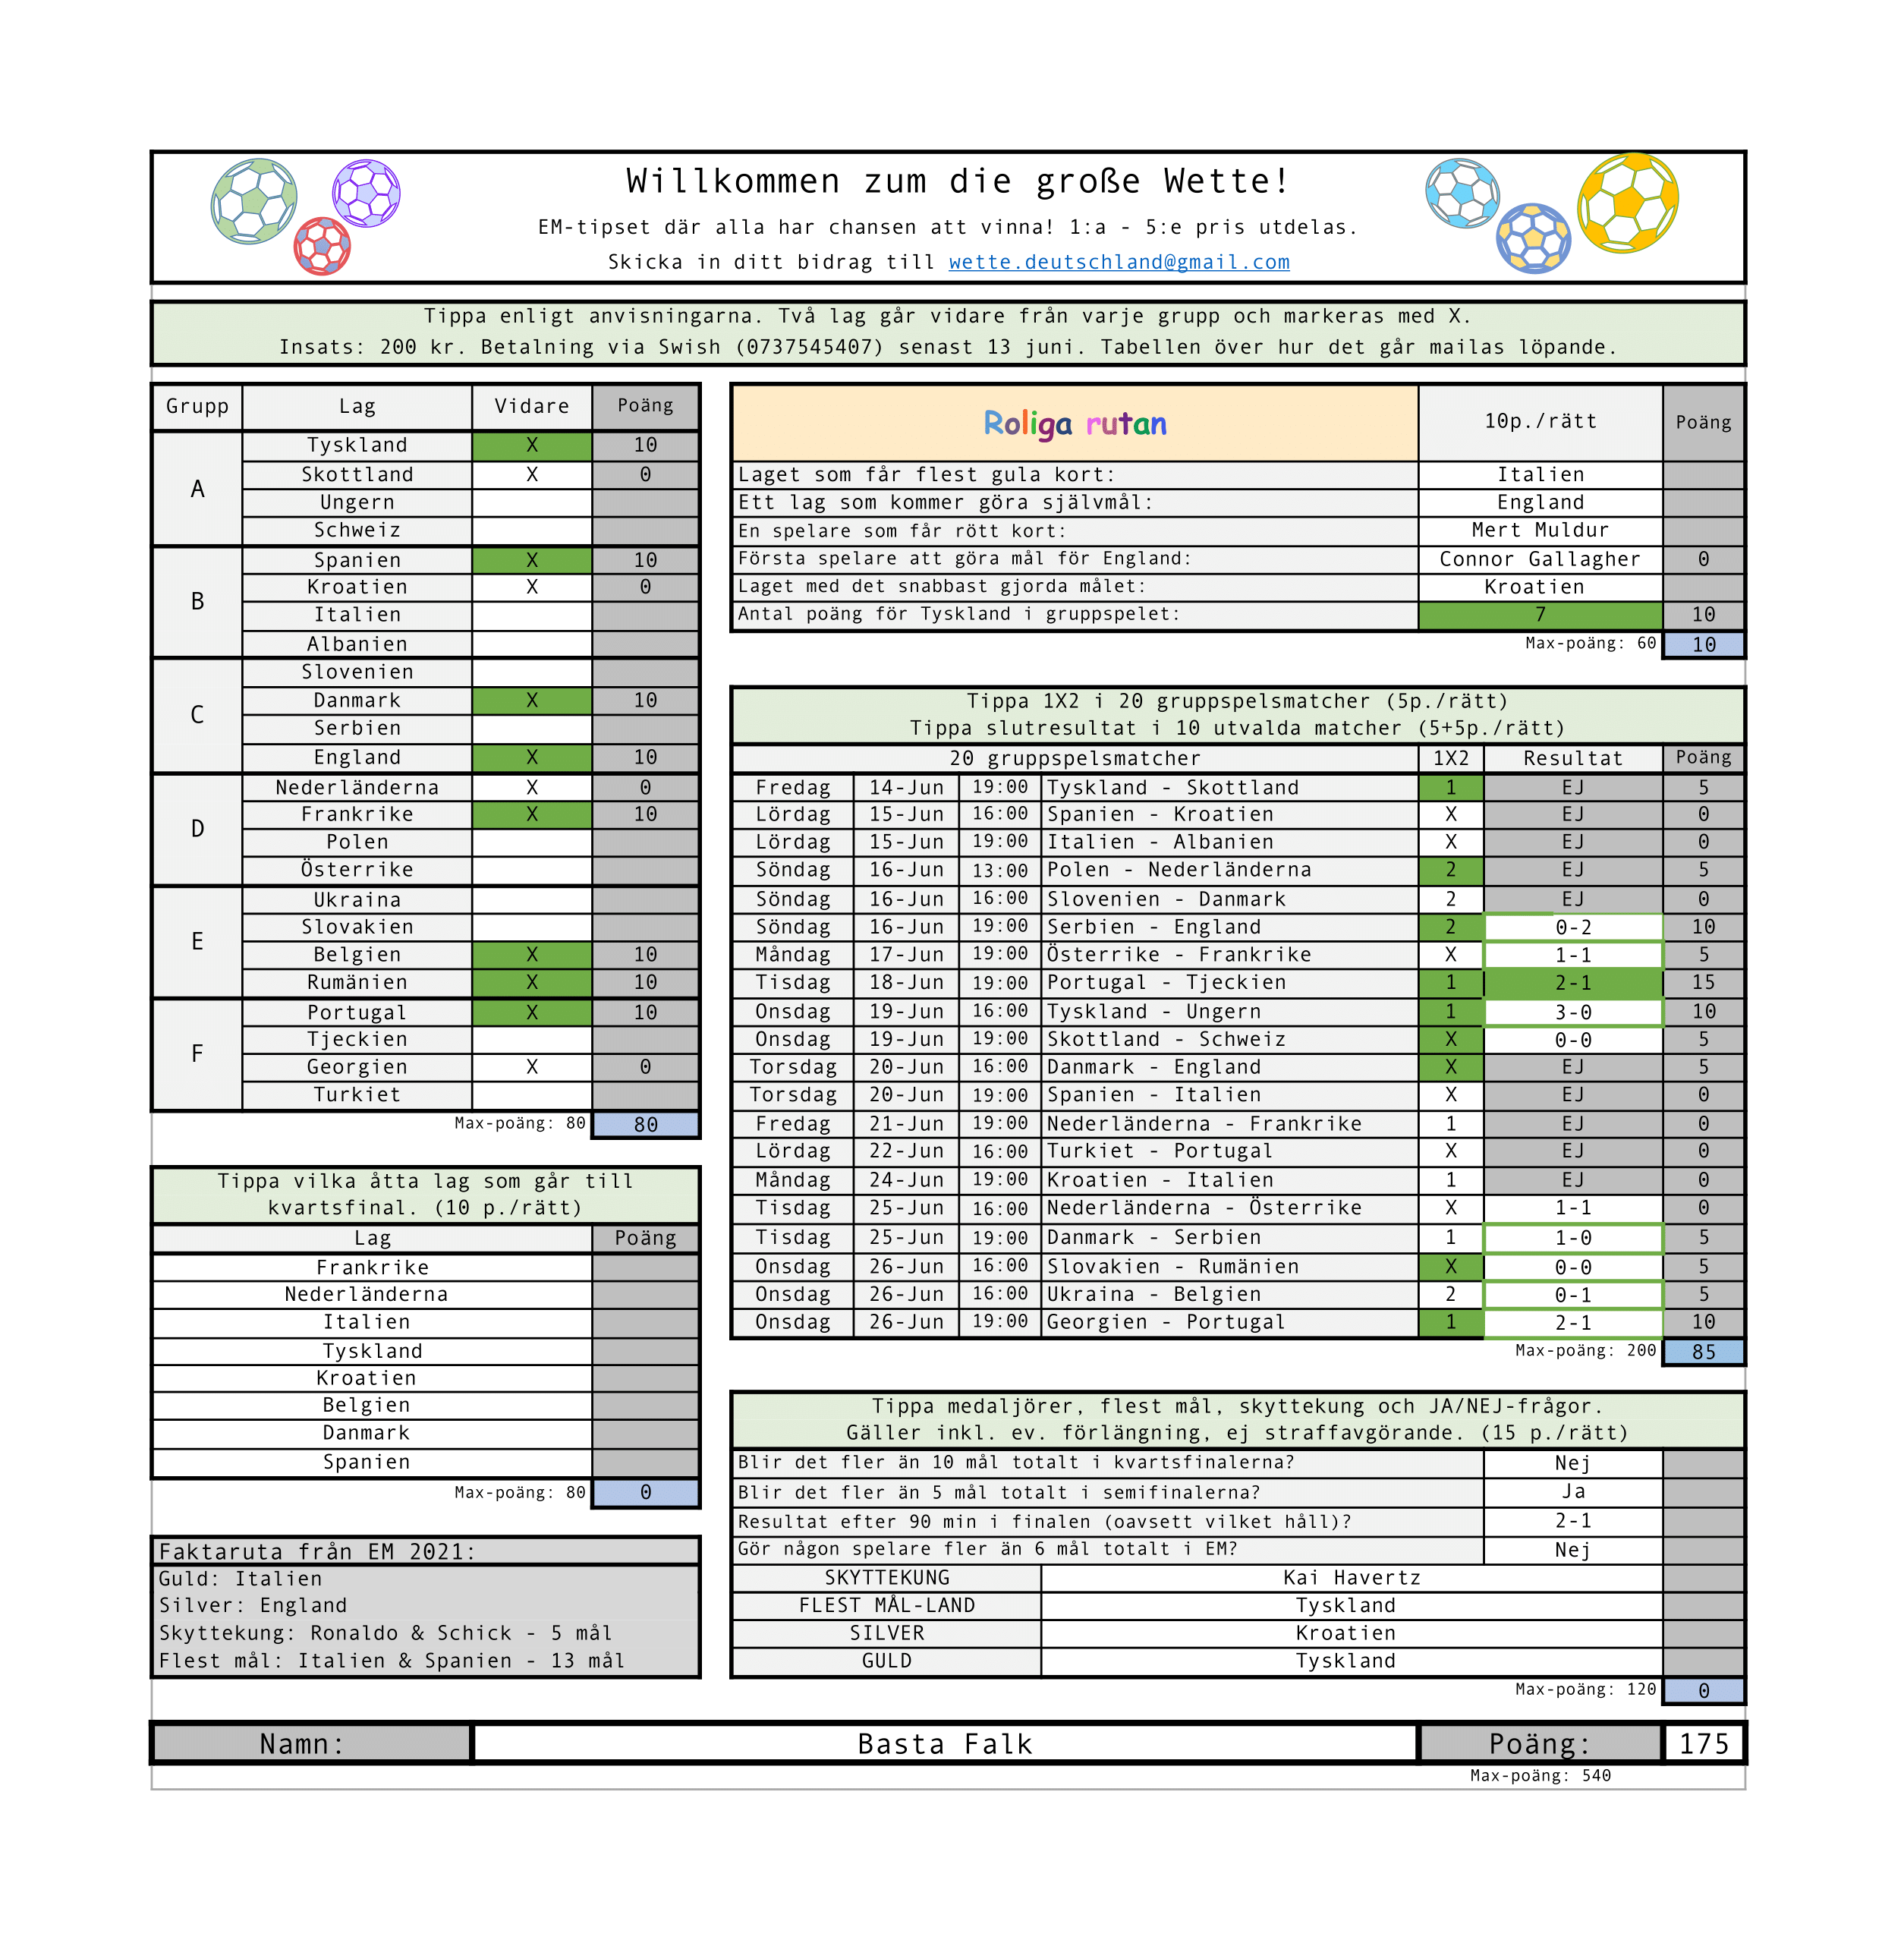 Willkommen zum die große Wette!
EM-tipset där alla har chansen att vinna! 1:a - 5:e pris utdelas.
Skicka in ditt bidrag till wette.deutschland@gmail.com
Tippa enligt anvisningarna. Två lag går vidare från varje grupp och markeras med X.
Insats: 200 kr. Betalning via Swish (0737545407) senast 13 juni. Tabellen över hur det går mailas löpande.
Grupp Lag Vidare Poäng
A
Tyskland X 10
Skottland X 0
Ungern
Schweiz
B
Spanien X 10
Kroatien X 0
Italien
Albanien
C
Slovenien
Danmark X 10
Serbien
England X 10
D
Nederländerna X 0
Frankrike X 10
Polen
Österrike
E
Ukraina
Slovakien
Belgien X 10
Rumänien X 10
F
Portugal X 10
Tjeckien
Georgien X 0
Turkiet
Max-poäng: 80 80
Tippa vilka åtta lag som går till
kvartsfinal. (10 p./rätt)
Lag Poäng
Frankrike
Nederländerna
Italien
Tyskland
Kroatien
Belgien
Danmark
Spanien
Max-poäng: 80 0
Faktaruta från EM 2021:
Guld: Italien
Silver: England
Skyttekung: Ronaldo & Schick - 5 mål
Flest mål: Italien & Spanien - 13 mål
Roliga rutan 10p./rätt Poäng
Laget som får flest gula kort: Italien
Ett lag som kommer göra självmål: England
En spelare som får rött kort: Mert Muldur
Första spelare att göra mål för England: Connor Gallagher 0
Laget med det snabbast gjorda målet: Kroatien
Antal poäng för Tyskland i gruppspelet: 7 10
Max-poäng: 60 10
Tippa 1X2 i 20 gruppspelsmatcher (5p./rätt)
Tippa slutresultat i 10 utvalda matcher (5+5p./rätt)
20 gruppspelsmatcher 1X2 Resultat Poäng
Fredag 14-Jun 19:00 Tyskland - Skottland 1 EJ 5
Lördag 15-Jun 16:00 Spanien - Kroatien X EJ 0
Lördag 15-Jun 19:00 Italien - Albanien X EJ 0
Söndag 16-Jun 13:00 Polen - Nederländerna 2 EJ 5
Söndag 16-Jun 16:00 Slovenien - Danmark 2 EJ 0
Söndag 16-Jun 19:00 Serbien - England 2 0-2 10
Måndag 17-Jun 19:00 Österrike - Frankrike X 1-1 5
Tisdag 18-Jun 19:00 Portugal - Tjeckien 1 2-1 15
Onsdag 19-Jun 16:00 Tyskland - Ungern 1 3-0 10
Onsdag 19-Jun 19:00 Skottland - Schweiz X 0-0 5
Torsdag 20-Jun 16:00 Danmark - England X EJ 5
Torsdag 20-Jun 19:00 Spanien - Italien X EJ 0
Fredag 21-Jun 19:00 Nederländerna - Frankrike 1 EJ 0
Lördag 22-Jun 16:00 Turkiet - Portugal X EJ 0
Måndag 24-Jun 19:00 Kroatien - Italien 1 EJ 0
Tisdag 25-Jun 16:00 Nederländerna - Österrike X 1-1 0
Tisdag 25-Jun 19:00 Danmark - Serbien 1 1-0 5
Onsdag 26-Jun 16:00 Slovakien - Rumänien X 0-0 5
Onsdag 26-Jun 16:00 Ukraina - Belgien 2 0-1 5
Onsdag 26-Jun 19:00 Georgien - Portugal 1 2-1 10
Max-poäng: 200 85
Tippa medaljörer, flest mål, skyttekung och JA/NEJ-frågor.
Gäller inkl. ev. förlängning, ej straffavgörande. (15 p./rätt)
Blir det fler än 10 mål totalt i kvartsfinalerna? Nej
Blir det fler än 5 mål totalt i semifinalerna? Ja
Resultat efter 90 min i finalen (oavsett vilket håll)? 2-1
Gör någon spelare fler än 6 mål totalt i EM? Nej
SKYTTEKUNG Kai Havertz
FLEST MÅL-LAND Tyskland
SILVER Kroatien
GULD Tyskland
Max-poäng: 120 0
Namn: Basta Falk Poäng: 175
Max-poäng: 540